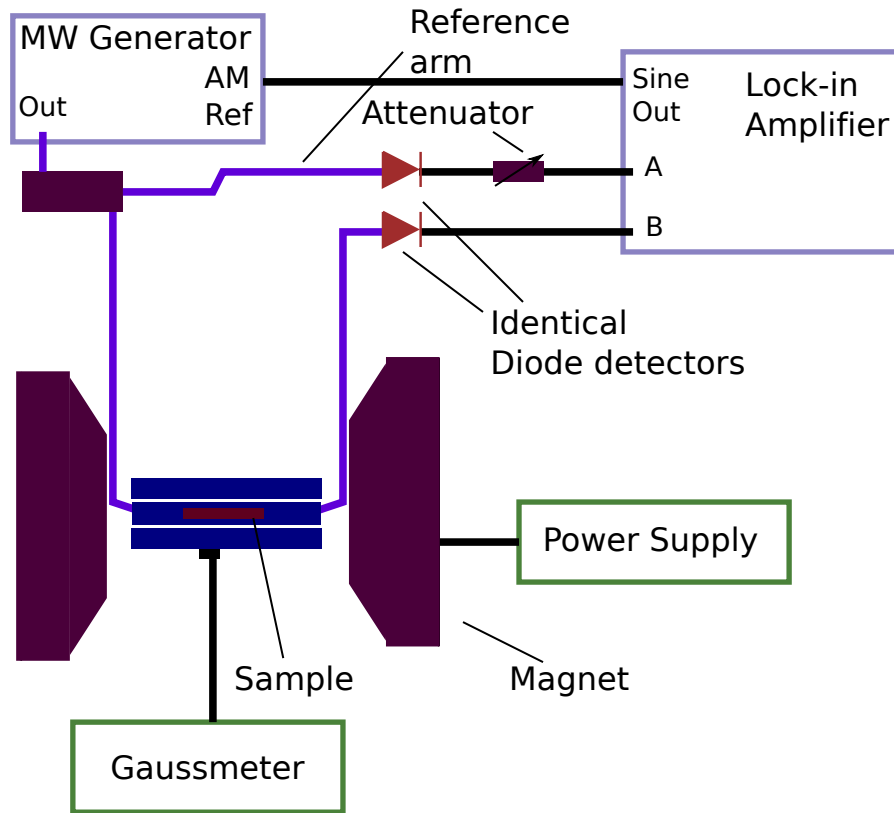 MW Generator
AM
Ref
Out
Reference
arm
Attenuator
Sine
Out
Lock-in
Amplifier
A
B
Identical
Diode detectors
Power Supply
Sample
Magnet
Gaussmeter